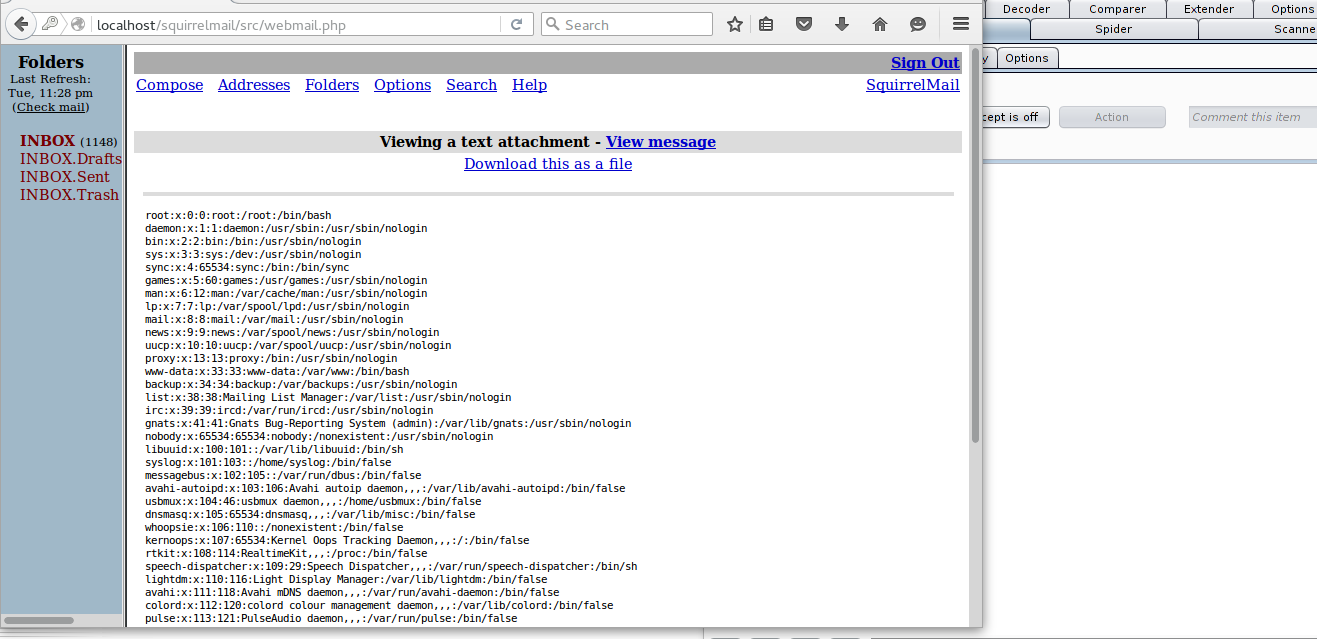 localhost/squirrelmail/src/webmail.php
Search
Decoder Comparer Extender Options
Spider
Options
cept is off Action Comment this item
Folders
Last Refresh:
Tue, 11:28 pm
(Check mail)
INBOX (1148)
INBOX.Drafts
INBOX.Sent
INBOX.Trash
Sign Out
Compose Addresses Folders Options Search Help SquirrelMail
Viewing a text attachment - View message
Download this as a file
root:x:0:0:root:/root:/bin/bash
daemon:x:1:1:daemon:/usr/sbin:/usr/sbin/nologin
bin:x:2:2:bin:/bin:/usr/sbin/nologin
sys:x:3:3:sys:/dev:/usr/sbin/nologin
sync:x:4:65534:sync:/bin:/bin/sync
games:x:5:60:games:/usr/games:/usr/sbin/nologin
man:x:6:12:man:/var/cache/man:/usr/sbin/nologin
lp:x:7:7:lp:/var/spool/lpd:/usr/sbin/nologin
mail:x:8:8:mail:/var/mail:/usr/sbin/nologin
news:x:9:9:news:/var/spool/news:/usr/sbin/nologin
uucp:x:10:10:uucp:/var/spool/uucp:/usr/sbin/nologin
proxy:x:13:13:proxy:/bin:/usr/sbin/nologin
www-data:x:33:33:www-data:/var/www:/bin/bash
backup:x:34:34:backup:/var/backups:/usr/sbin/nologin
list:x:38:38:Mailing List Manager:/var/list:/usr/sbin/nologin
irc:x:39:39:ircd:/var/run/ircd:/usr/sbin/nologin
gnats:x:41:41:Gnats Bug-Reporting System (admin):/var/lib/gnats:/usr/sbin/nologin
nobody:x:65534:65534:nobody:/nonexistent:/usr/sbin/nologin
libuuid:x:100:101::/var/lib/libuuid:/bin/sh
syslog:x:101:103::/home/syslog:/bin/false
messagebus:x:102:105::/var/run/dbus:/bin/false
avahi-autoipd:x:103:106:Avahi autoip daemon,,,:/var/lib/avahi-autoipd:/bin/false
usbmux:x:104:46:usbmux daemon,,,:/home/usbmux:/bin/false
dnsmasq:x:105:65534:dnsmasq,,,:/var/lib/misc:/bin/false
whoopsie:x:106:110::/nonexistent:/bin/false
kernoops:x:107:65534:Kernel Oops Tracking Daemon,,,:/:/bin/false
rtkit:x:108:114:RealtimeKit,,,:/proc:/bin/false
speech-dispatcher:x:109:29:Speech Dispatcher,,,:/var/run/speech-dispatcher:/bin/sh
lightdm:x:110:116:Light Display Manager:/var/lib/lightdm:/bin/false
avahi:x:111:118:Avahi mDNS daemon,,,:/var/run/avahi-daemon:/bin/false
colord:x:112:120:colord colour management daemon,,,:/var/lib/colord:/bin/false
pulse:x:113:121:PulseAudio daemon,,,:/var/run/pulse:/bin/false